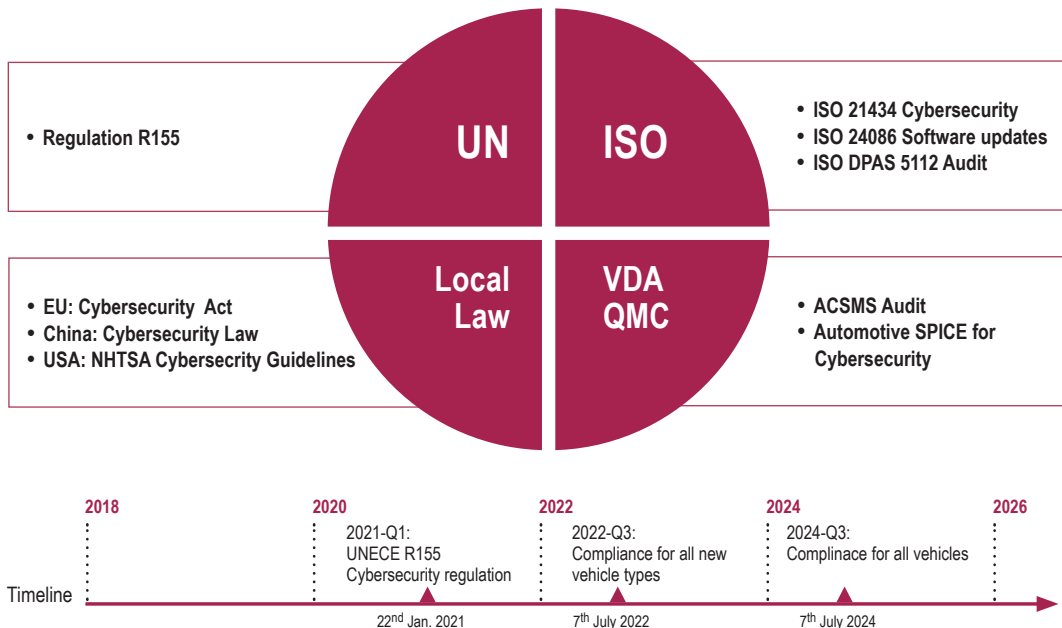 • Regulation R155
UN
ISO
• ISO 21434 Cybersecurity
• ISO 24086 Software updates
• ISO DPAS 5112 Audit
• EU: Cybersecurity Act
• China: Cybersecurity Law
• USA: NHTSA Cybersecrity Guidelines
Local
Law
VDA
QMC
• ACSMS Audit
• Automotive SPICE for
Cybersecurity
2018
2020
2022
2024
2026
2021-Q1:
UNECE R155
Cybersecurity regulation
2022-Q3:
Compliance for all new
vehicle types
2024-Q3:
Complinace for all vehicles
Timeline
22nd Jan. 2021
7th July 2022
7th July 2024